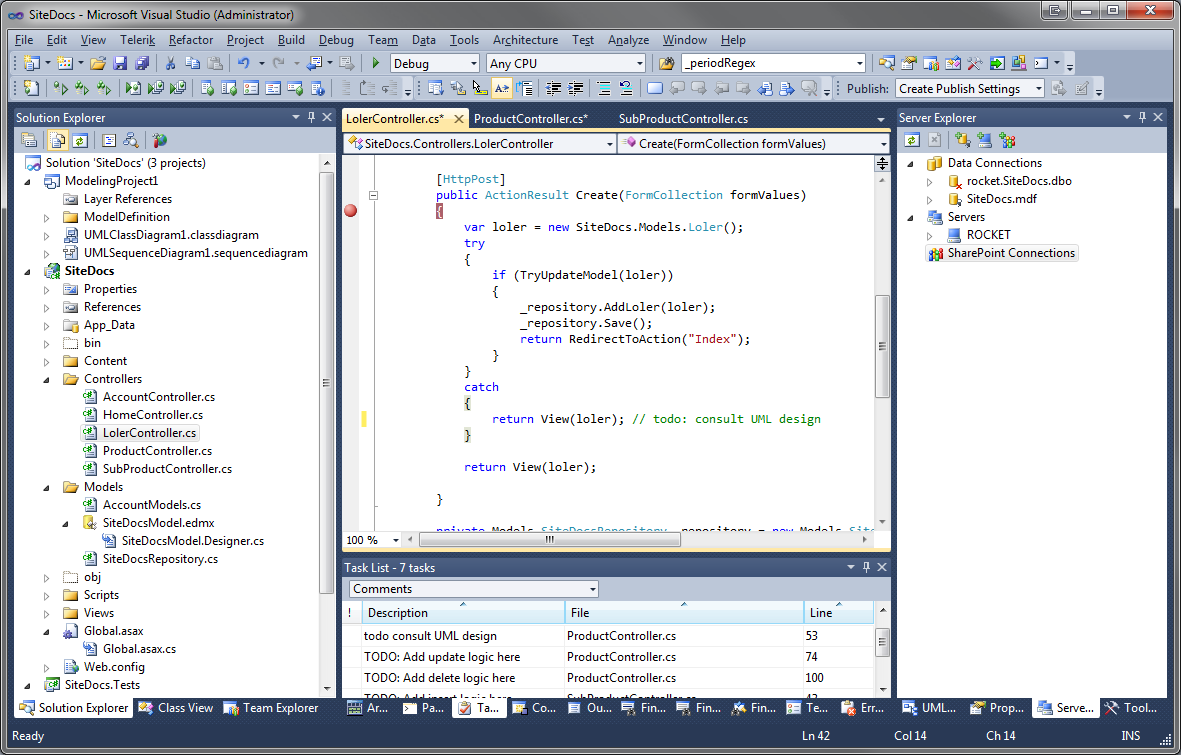 SiteDocs - Microsoft Visual Studio (Administrator)
File Edit View Telerik Refactor Project Build Debug Team Data Tools Architecture Test Analyze Window Help
Debug Any CPU _periodRegex
Publish: Create Publish Settings
Solution Explorer
Solution 'SiteDocs' (3 projects)
ModelingProject1
Layer References
ModelDefinition
UMLClassDiagram1.classdiagram
UMLSequenceDiagram1.sequencediagram
SiteDocs
Properties
References
App_Data
bin
Content
Controllers
AccountController.cs
HomeController.cs
LolerController.cs
ProductController.cs
SubProductController.cs
Models
AccountModels.cs
SiteDocsModel.edmx
SiteDocsModel.Designer.cs
SiteDocsRepository.cs
obj
Scripts
Views
Global.asax
Global.asax.cs
Web.config
SiteDocs.Tests
Solution Explorer Class View Team Explorer
LolerController.cs* ProductController.cs* SubProductController.cs
SiteDocs.Controllers.LolerController Create(FormCollection formValues)
[HttpPost]
public ActionResult Create(FormCollection formValues)
{
var loler = new SiteDocs.Models.Loler();
try
{
if (TryUpdateModel(loler))
{
_repository.AddLoler(loler);
_repository.Save();
return RedirectToAction("Index");
}
}
catch
{
return View(loler); // todo: consult UML design
}
return View(loler);
}
private Models.SiteDocsRepository _repository = new Models.Site
100 %
Task List - 7 tasks
Comments
! Description File Line
todo consult UML design ProductController.cs 53
TODO: Add update logic here ProductController.cs 74
TODO: Add delete logic here ProductController.cs 100
TODO: Add insert logic here SubProductController.cs 42
Ar... Pa... Ta... Co... Ou... Fin... Fin... Fin... Te... Err...
Server Explorer
Data Connections
rocket.SiteDocs.dbo
SiteDocs.mdf
Servers
ROCKET
SharePoint Connections
UML... Prop... Serve... Tool...
Ready Ln 42 Col 14 Ch 14 INS